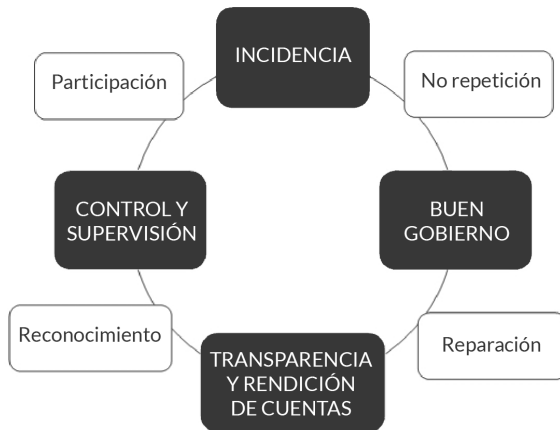 INCIDENCIA
Participación
No repetición
CONTROL Y
SUPERVISIÓN
BUEN
GOBIERNO
Reconocimiento
Reparación
TRANSPARENCIA
Y RENDICIÓN
DE CUENTAS